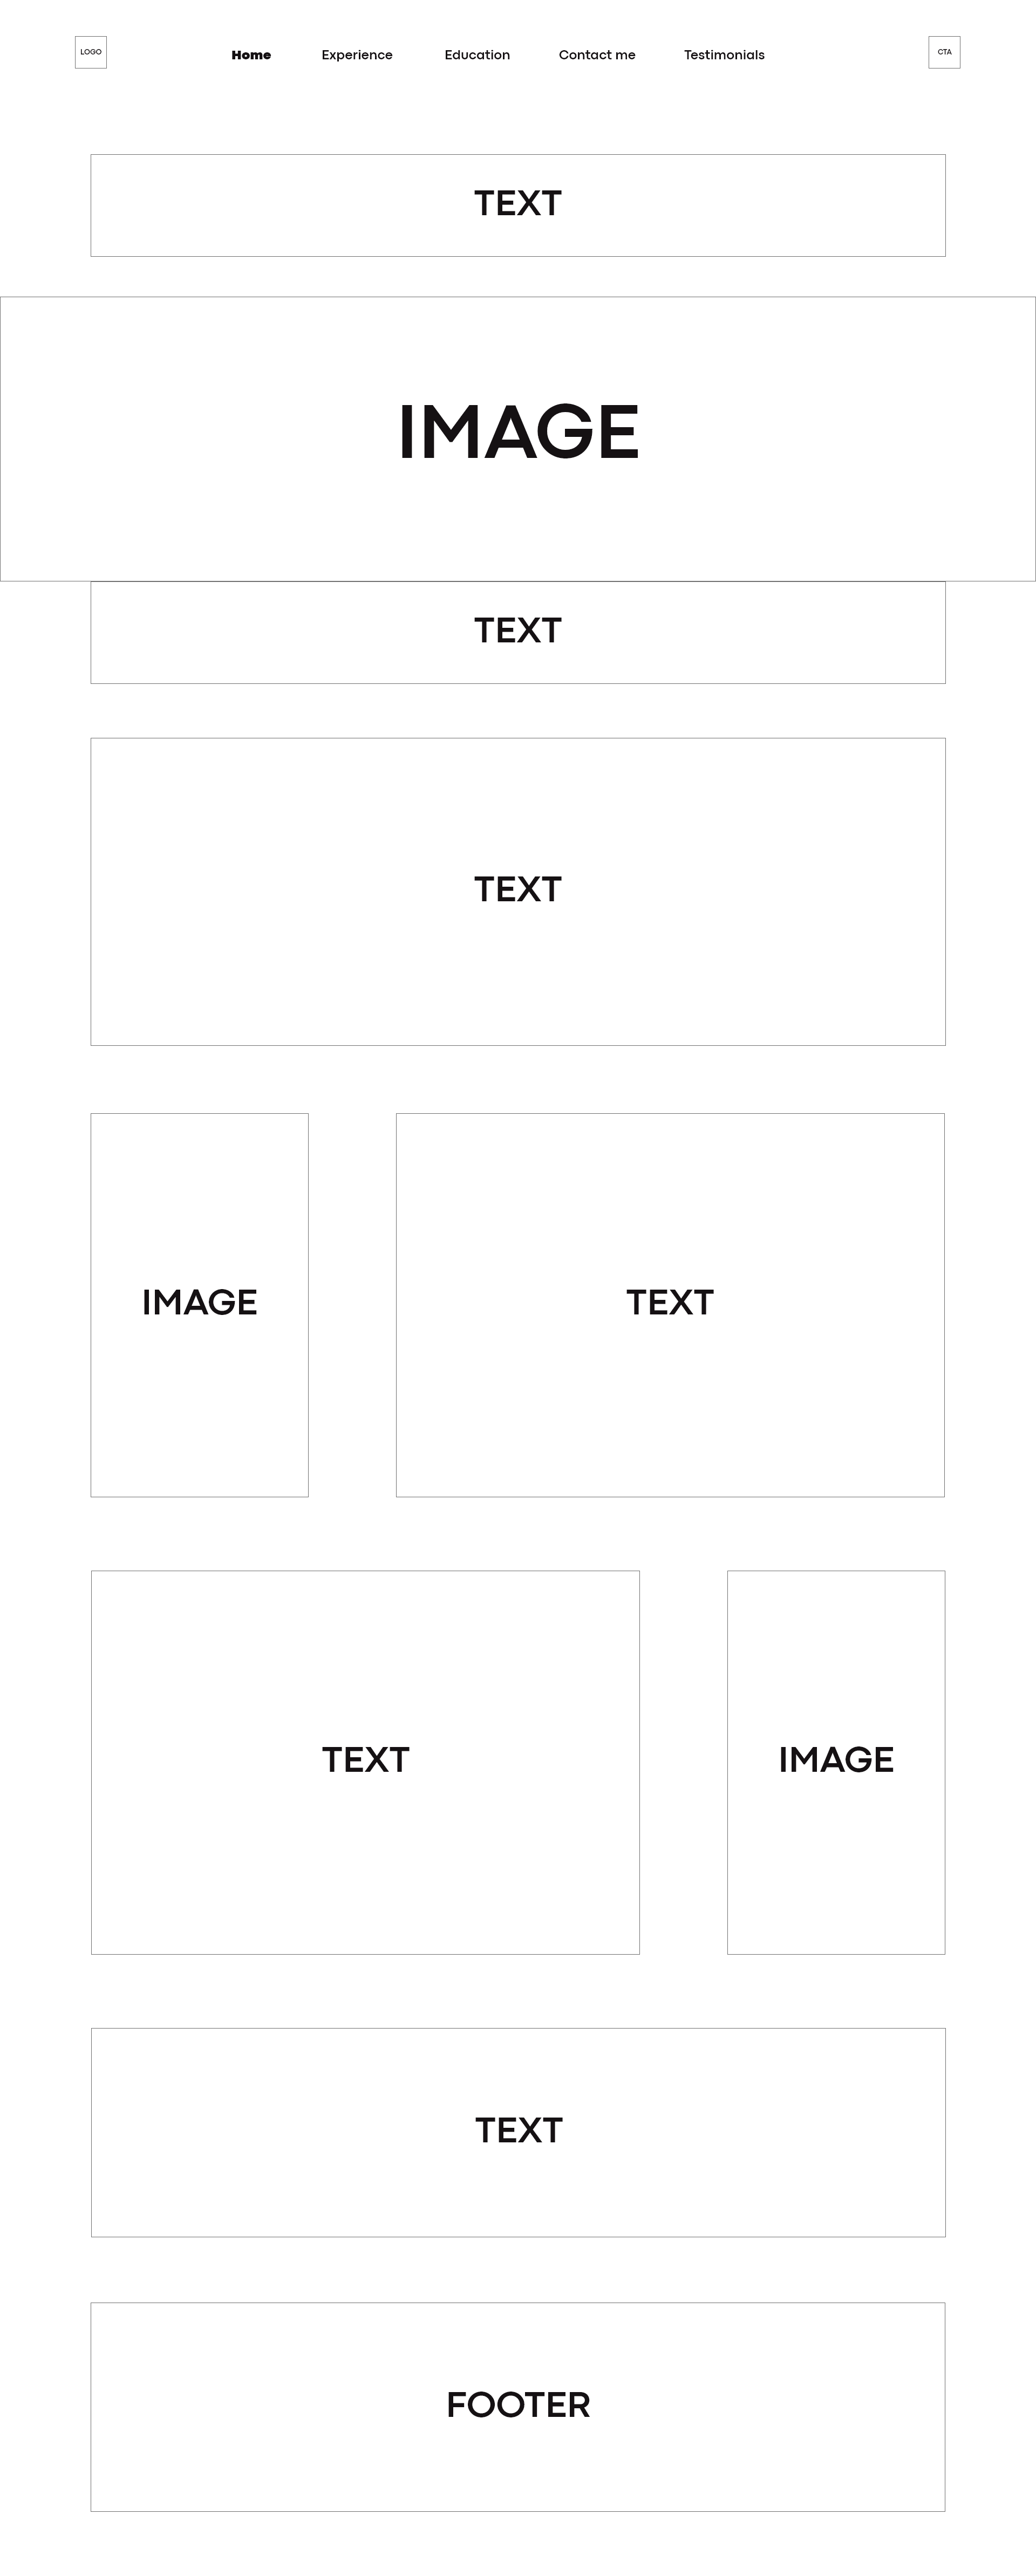 LOGO Home Experience Education Contact me Testimonials CTA
TEXT
IMAGE
TEXT
TEXT
IMAGE TEXT
TEXT IMAGE
TEXT
FOOTER